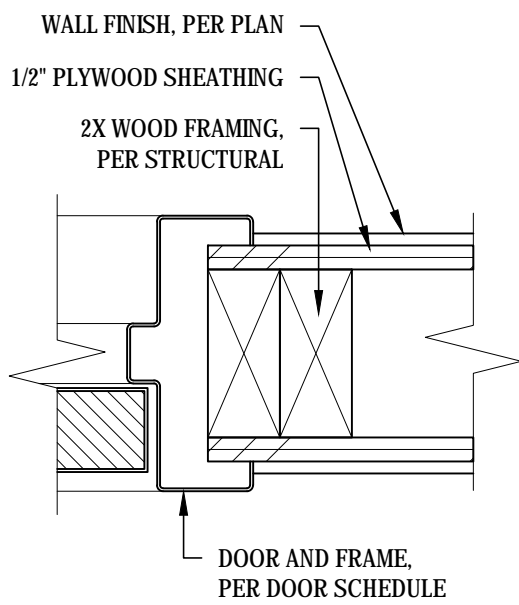 WALL FINISH, PER PLAN
1/2" PLYWOOD SHEATHING
2X WOOD FRAMING,
PER STRUCTURAL
DOOR AND FRAME,
PER DOOR SCHEDULE